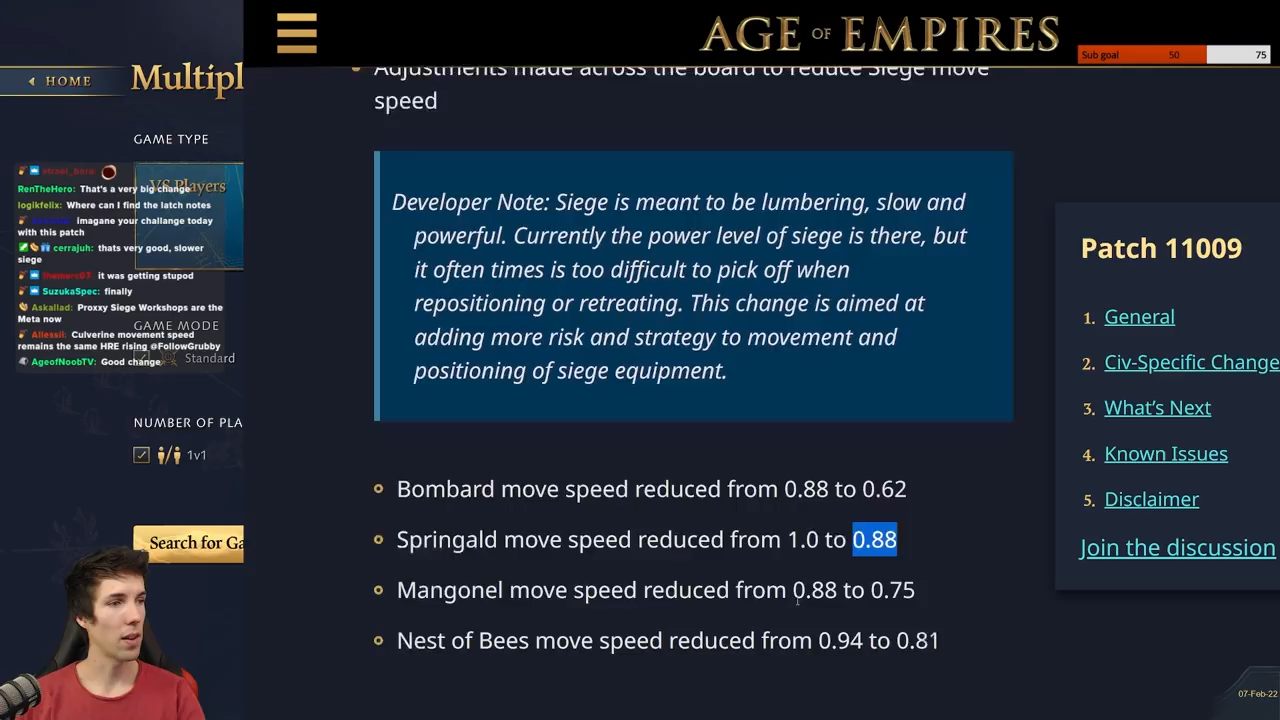 AGE OF EMPIRES
Sub goal 50 75
HOME
Multipl
GAME TYPE
VS Players
RenTheHero: That's a very big change
logikfelix: Where can I find the latch notes
imagane your challange today
with this patch
cerrajuh: thats very good, slower
siege
it was getting stupod
SuzukaSpec: finally
Askallad: Proxxy Siege Workshops are the
Meta now
Allessil: Culverine movement speed
remains the same HRE rising @FollowGrubby
AgeofNoobTV: Good change
GAME MODE
Standard
NUMBER OF PLA
1v1
Search for Ga
Adjustments made across the board to reduce Siege move
speed
Developer Note: Siege is meant to be lumbering, slow and
powerful. Currently the power level of siege is there, but
it often times is too difficult to pick off when
repositioning or retreating. This change is aimed at
adding more risk and strategy to movement and
positioning of siege equipment.
Bombard move speed reduced from 0.88 to 0.62
Springald move speed reduced from 1.0 to 0.88
Mangonel move speed reduced from 0.88 to 0.75
Nest of Bees move speed reduced from 0.94 to 0.81
Patch 11009
1. General
2. Civ-Specific Change
3. What's Next
4. Known Issues
5. Disclaimer
Join the discussion
07-Feb-22